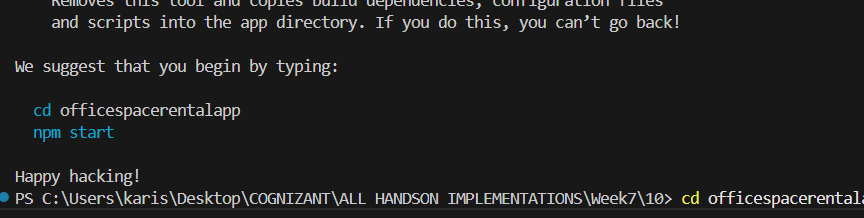 Removes this tool and copies build dependencies, configuration files
and scripts into the app directory. If you do this, you can’t go back!
We suggest that you begin by typing:
cd officespacerentalapp
npm start
Happy hacking!
PS C:\Users\karis\Desktop\COGNIZANT\ALL HANDSON IMPLEMENTATIONS\Week7\10> cd officespacerental